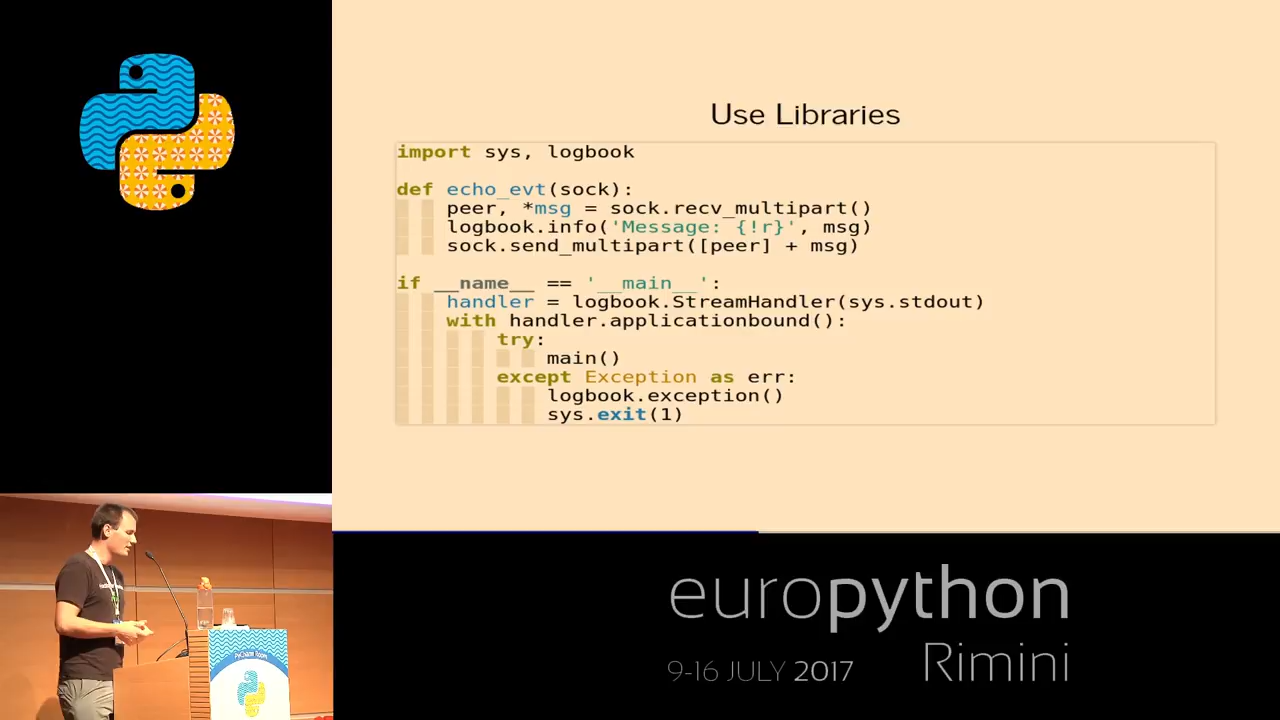 Use Libraries
import sys, logbook
def echo_evt(sock):
peer, *msg = sock.recv_multipart()
logbook.info('Message: {!r}', msg)
sock.send_multipart([peer] + msg)
if __name__ == '__main__':
handler = logbook.StreamHandler(sys.stdout)
with handler.applicationbound():
try:
main()
except Exception as err:
logbook.exception()
sys.exit(1)
europython
Rimini
9-16 JULY 2017
PyCharm Room